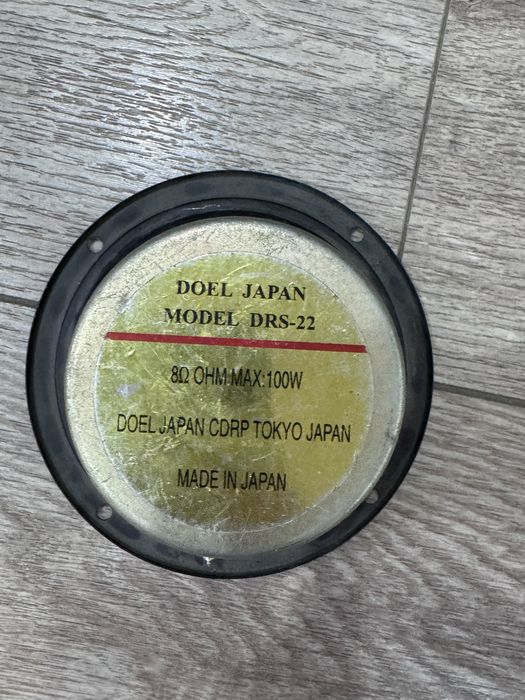 DOEL JAPAN
MODEL DRS-22
8Ω OHM MAX:100W
DOEL JAPAN CDRP TOKYO JAPAN
MADE IN JAPAN